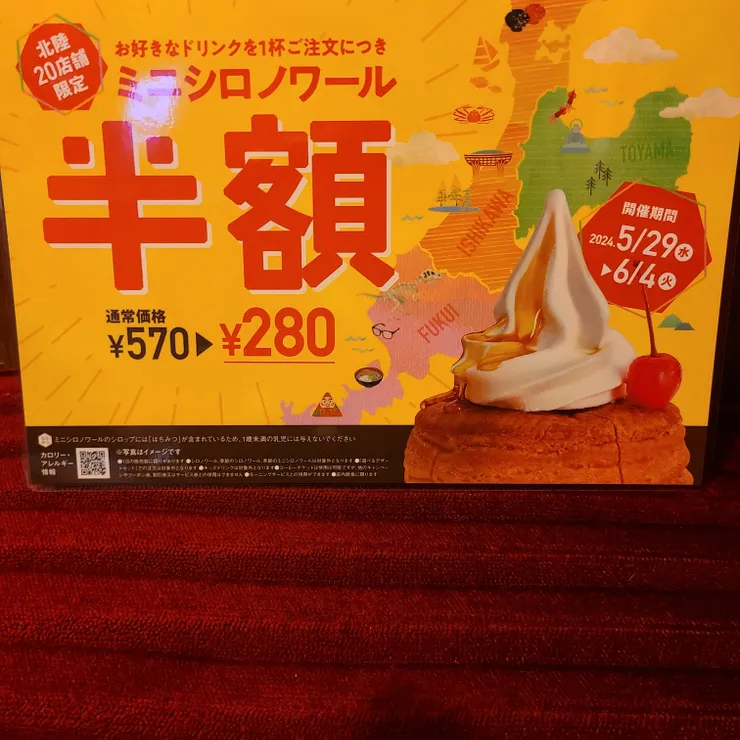 北陸
20店舗
限定
お好きなドリンクを1杯ご注文につき
ミニシロノワール
半額
通常価格
¥570▶¥280
TOYAMA
ISHIKAWA
FUKUI
開催期間
2024.5/29水
▶6/4火
ミニシロノワールのシロップには「はちみつ」が含まれているため、1歳未満の乳児には与えないでください
カロリー・
アレルギー
情報
※写真はイメージです